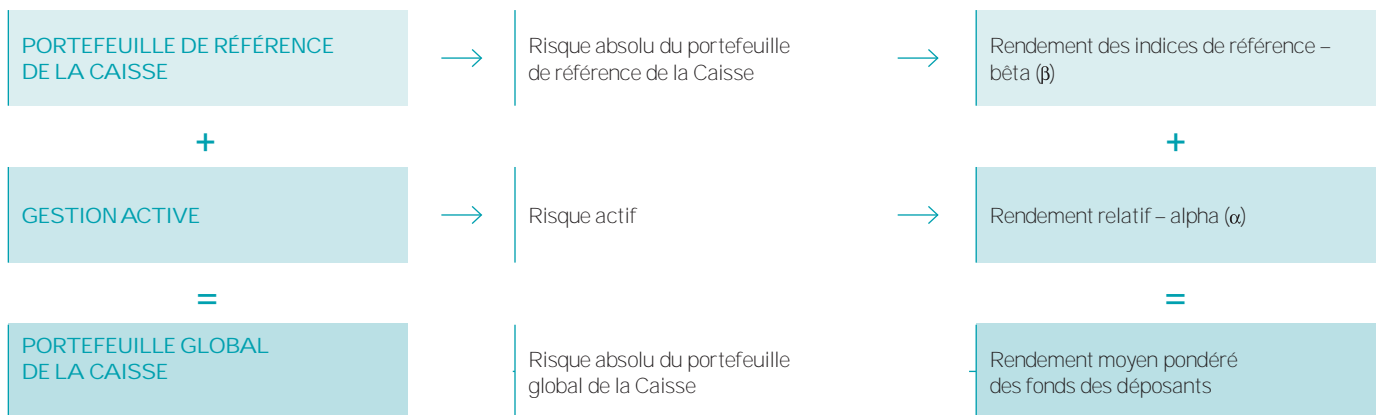 PORTEFEUILLE DE RÉFÉRENCE
DE LA CAISSE
→
Risque absolu du portefeuille
de référence de la Caisse
→
Rendement des indices de référence –
bêta (β)
+
+
GESTION ACTIVE
→
Risque actif
→
Rendement relatif – alpha (α)
=
=
PORTEFEUILLE GLOBAL
DE LA CAISSE
Risque absolu du portefeuille
global de la Caisse
Rendement moyen pondéré
des fonds des déposants